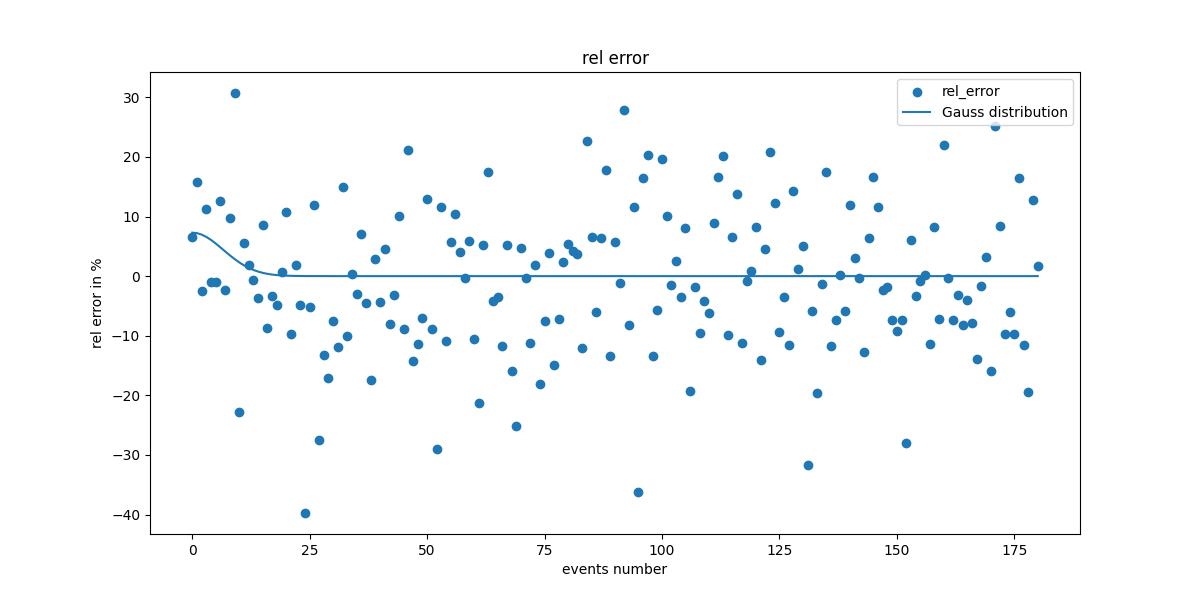 rel error
rel_error
Gauss distribution
rel error in %
30
20
10
0
−10
−20
−30
−40
0 25 50 75 100 125 150 175
events number